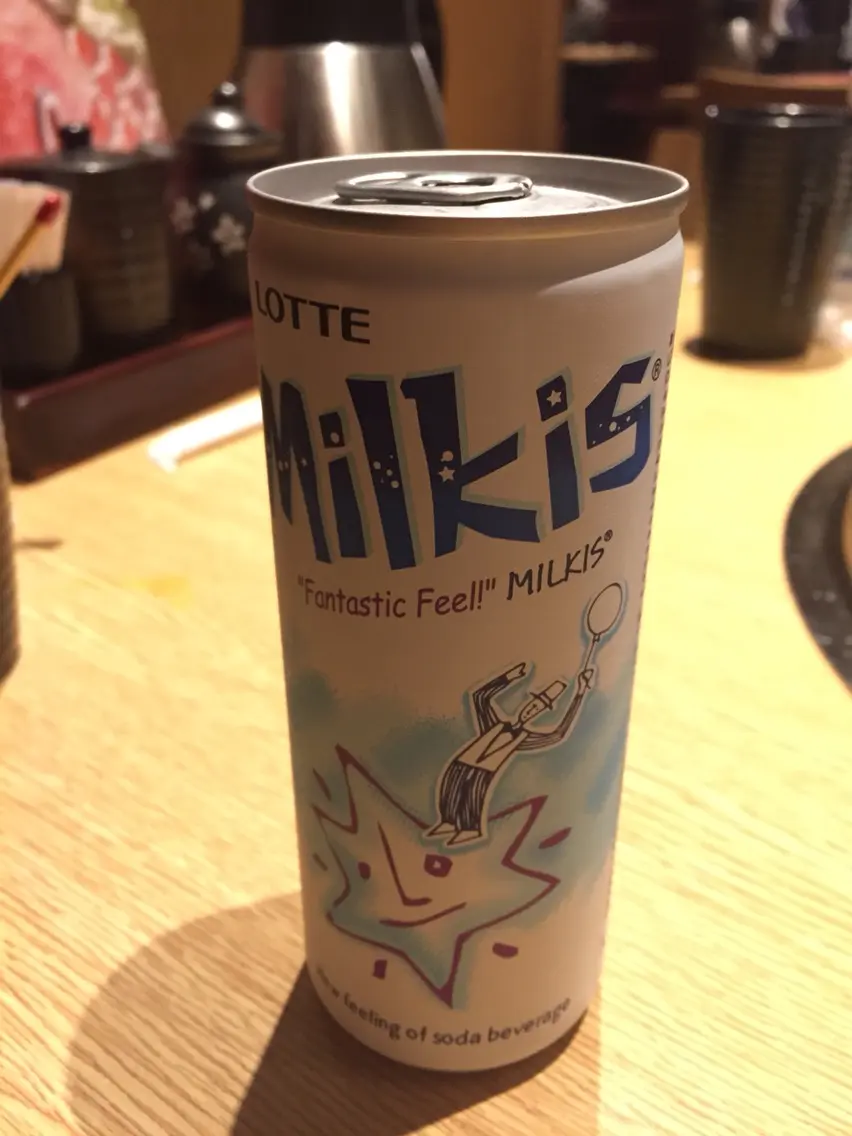 LOTTE
Milkis®
"Fantastic Feel!" MILKIS®
feeling of soda beverage